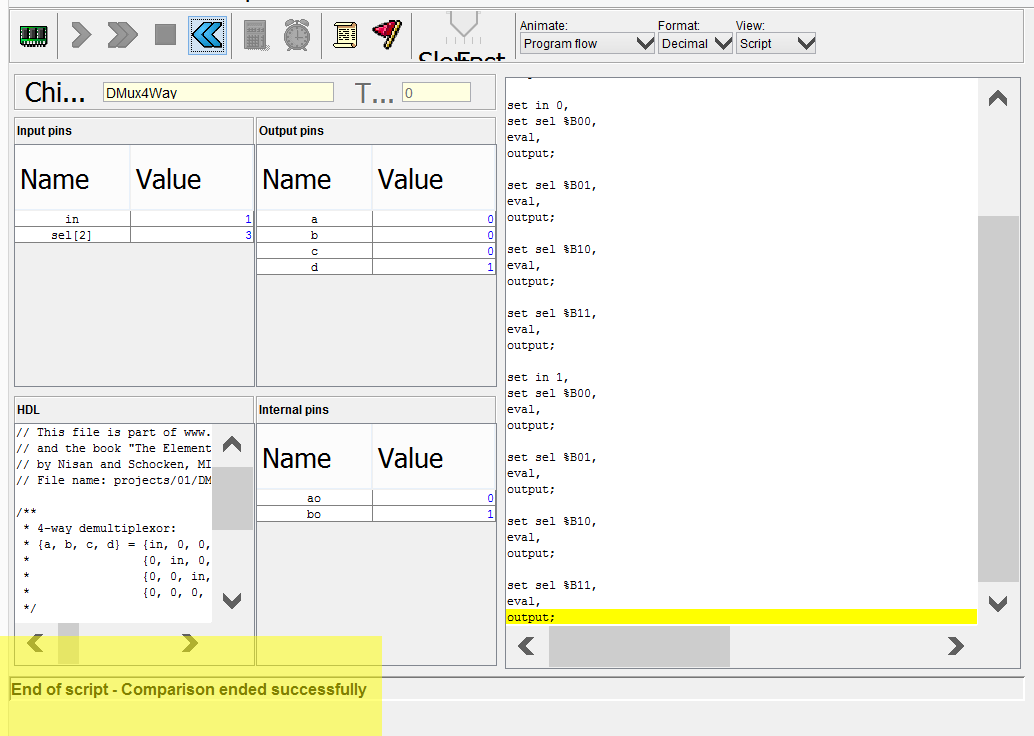 Animate:
Format:
View:
Program flow
Decimal
Script
Chi...
DMux4Way
T...
0
Input pins
Name
Value
in
1
sel[2]
3
Output pins
Name
Value
a
0
b
0
c
0
d
1
HDL
// This file is part of www.
// and the book "The Element
// by Nisan and Schocken, MI
// File name: projects/01/DM
/**
* 4-way demultiplexor:
* {a, b, c, d} = {in, 0, 0,
* {0, in, 0,
* {0, 0, in,
* {0, 0, 0,
*/
Internal pins
Name
Value
ao
0
bo
1
set in 0,
set sel %B00,
eval,
output;
set sel %B01,
eval,
output;
set sel %B10,
eval,
output;
set sel %B11,
eval,
output;
set in 1,
set sel %B00,
eval,
output;
set sel %B01,
eval,
output;
set sel %B10,
eval,
output;
set sel %B11,
eval,
output;
End of script - Comparison ended successfully